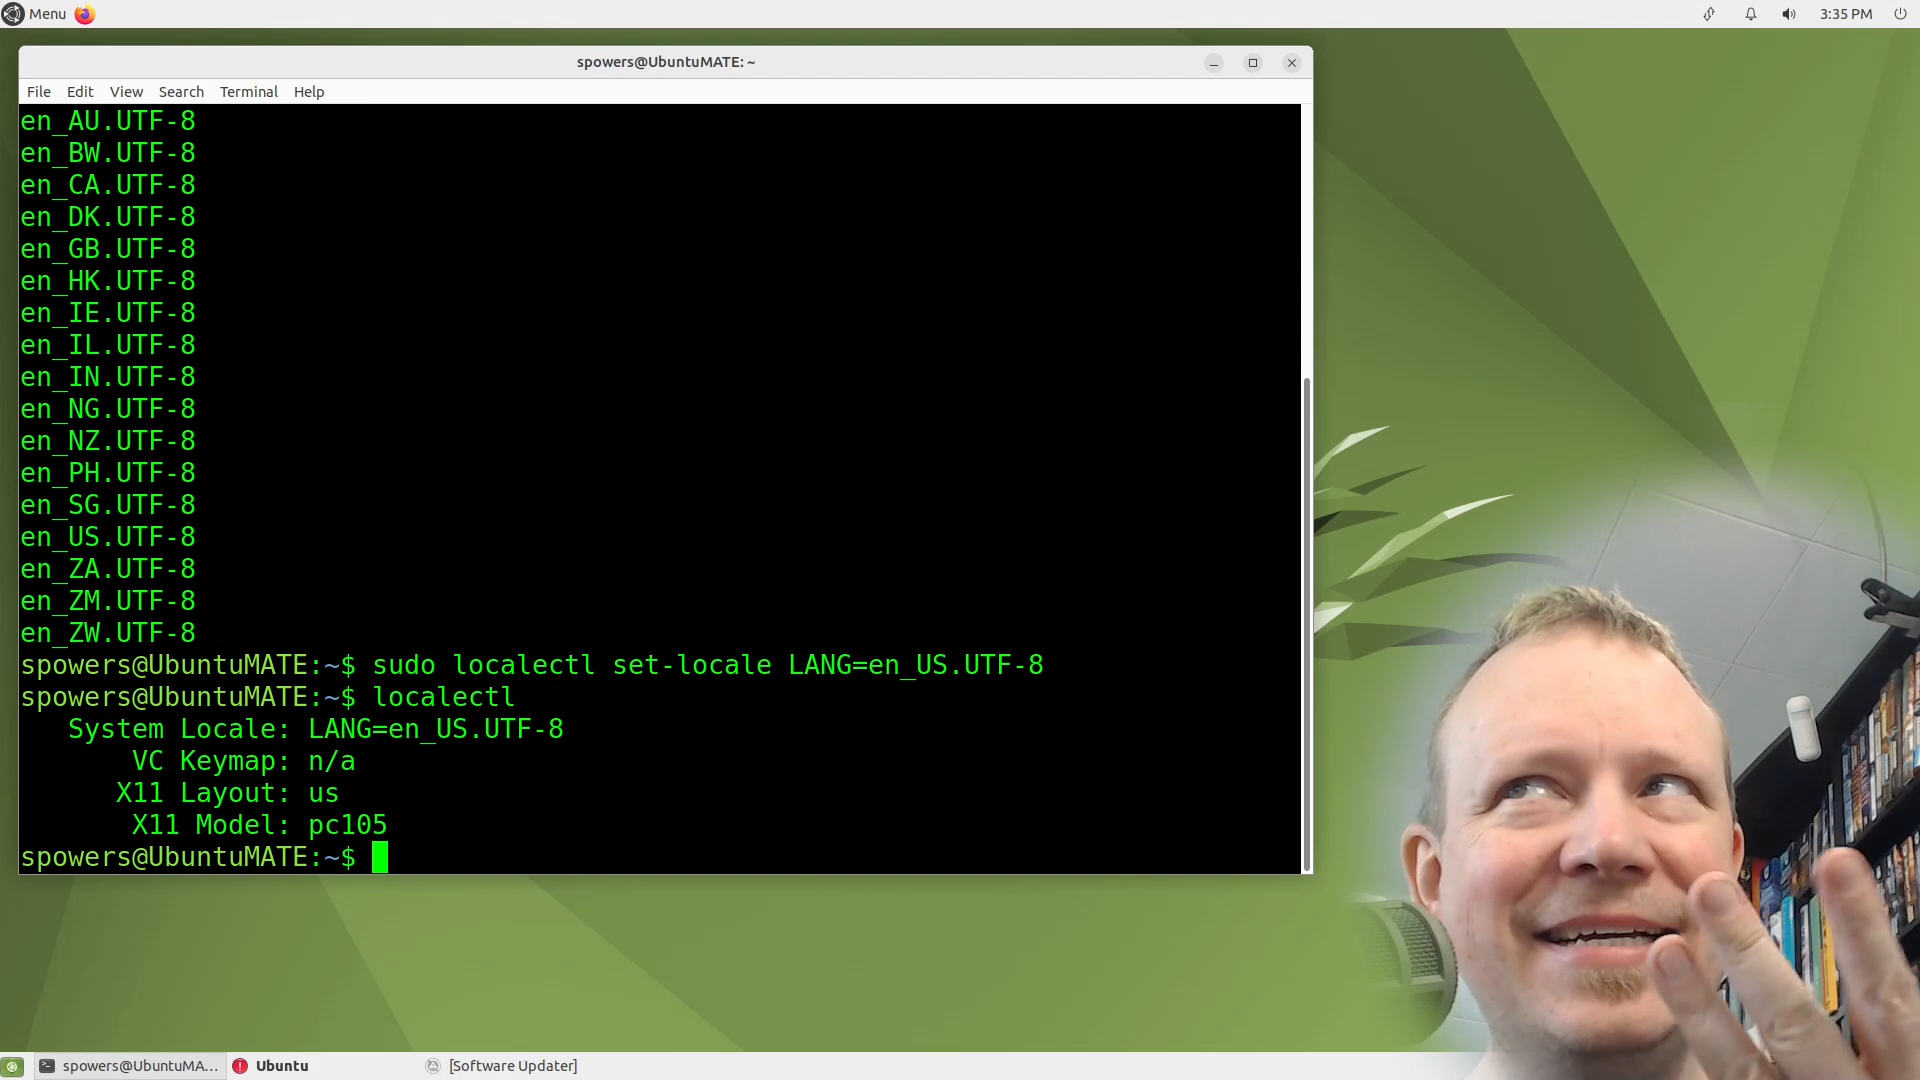 Menu
3:35 PM
spowers@UbuntuMATE: ~
File Edit View Search Terminal Help
en_AU.UTF-8
en_BW.UTF-8
en_CA.UTF-8
en_DK.UTF-8
en_GB.UTF-8
en_HK.UTF-8
en_IE.UTF-8
en_IL.UTF-8
en_IN.UTF-8
en_NG.UTF-8
en_NZ.UTF-8
en_PH.UTF-8
en_SG.UTF-8
en_US.UTF-8
en_ZA.UTF-8
en_ZM.UTF-8
en_ZW.UTF-8
spowers@UbuntuMATE:~$ sudo localectl set-locale LANG=en_US.UTF-8
spowers@UbuntuMATE:~$ localectl
System Locale: LANG=en_US.UTF-8
VC Keymap: n/a
X11 Layout: us
X11 Model: pc105
spowers@UbuntuMATE:~$
spowers@UbuntuMA... Ubuntu [Software Updater]